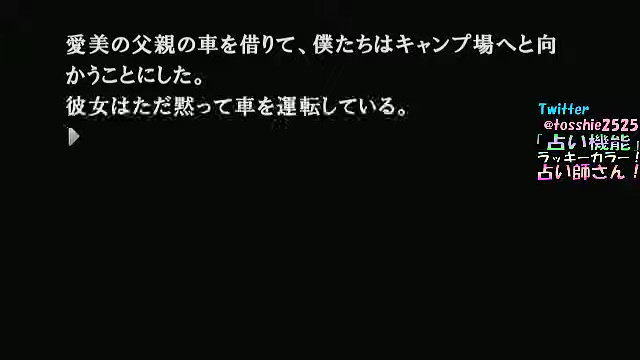 愛美の父親の車を借りて、僕たちはキャンプ場へと向
かうことにした。
彼女はただ黙って車を運転している。
Twitter
@tosshie2525
「占い機能」
ラッキーカラー！
占い師さん！